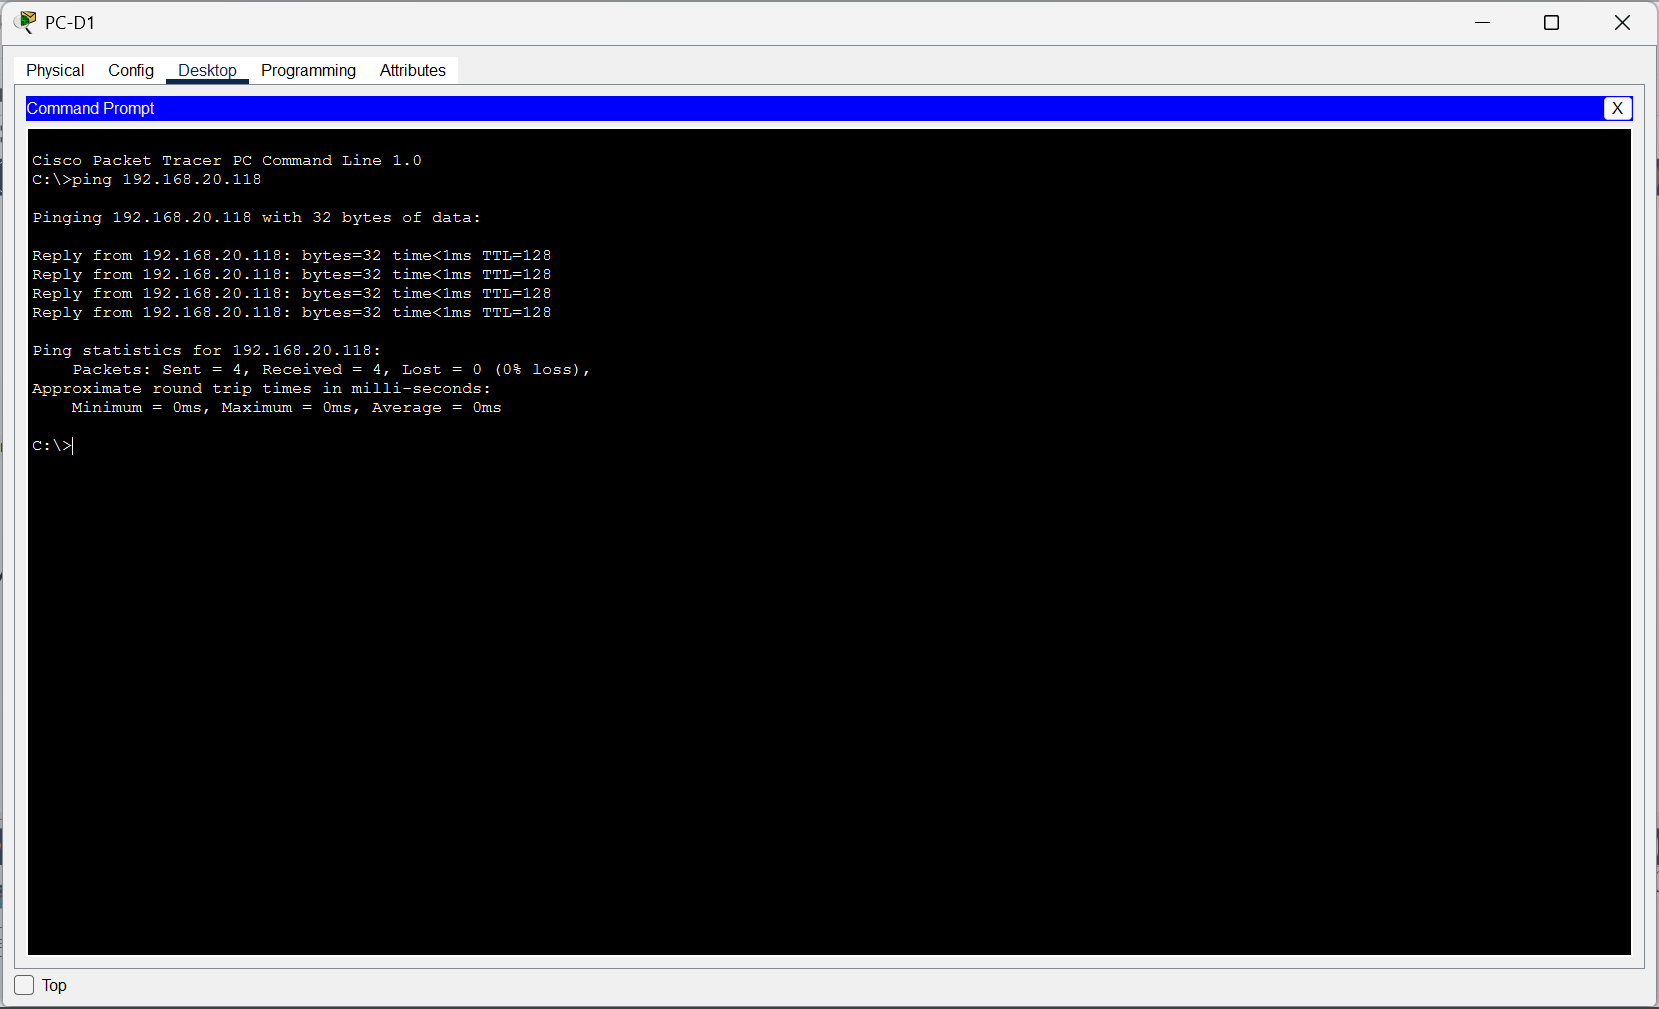 PC-D1
Physical Config Desktop Programming Attributes
Command Prompt X
Cisco Packet Tracer PC Command Line 1.0
C:\>ping 192.168.20.118
Pinging 192.168.20.118 with 32 bytes of data:
Reply from 192.168.20.118: bytes=32 time<1ms TTL=128
Reply from 192.168.20.118: bytes=32 time<1ms TTL=128
Reply from 192.168.20.118: bytes=32 time<1ms TTL=128
Reply from 192.168.20.118: bytes=32 time<1ms TTL=128
Ping statistics for 192.168.20.118:
Packets: Sent = 4, Received = 4, Lost = 0 (0% loss),
Approximate round trip times in milli-seconds:
Minimum = 0ms, Maximum = 0ms, Average = 0ms
C:\>
Top